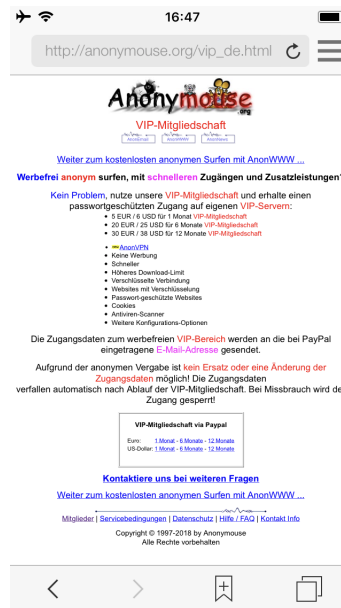 16:47
http://anonymouse.org/vip_de.html
Anonymouse
.org
VIP-Mitgliedschaft
AnonEmail AnonWWW AnonNews
Weiter zum kostenlosten anonymen Surfen mit AnonWWW ...
Werbefrei anonym surfen, mit schnelleren Zugängen und Zusatzleistungen?
Kein Problem, nutze unsere VIP-Mitgliedschaft und erhalte einen
passwortgeschützten Zugang auf eigenen VIP-Servern:
5 EUR / 6 USD für 1 Monat VIP-Mitgliedschaft
20 EUR / 25 USD für 6 Monate VIP-Mitgliedschaft
30 EUR / 38 USD für 12 Monate VIP-Mitgliedschaft
AnonVPN
Keine Werbung
Schneller
Höheres Download-Limit
Verschlüsselte Verbindung
Websites mit Verschlüsselung
Passwort-geschützte Websites
Cookies
Antiviren-Scanner
Weitere Konfigurations-Optionen
Die Zugangsdaten zum werbefreien VIP-Bereich werden an die bei PayPal
eingetragene E-Mail-Adresse gesendet.
Aufgrund der anonymen Vergabe ist kein Ersatz oder eine Änderung der
Zugangsdaten möglich! Die Zugangsdaten
verfallen automatisch nach Ablauf der VIP-Mitgliedschaft. Bei Missbrauch wird de
Zugang gesperrt!
VIP-Mitgliedschaft via Paypal
Euro: 1 Monat - 6 Monate - 12 Monate
US-Dollar: 1 Monat - 6 Monate - 12 Monate
Kontaktiere uns bei weiteren Fragen
Weiter zum kostenlosten anonymen Surfen mit AnonWWW ...
Mitglieder | Servicebedingungen | Datenschutz | Hilfe / FAQ | Kontakt Info
Copyright © 1997-2018 by Anonymouse
Alle Rechte vorbehalten